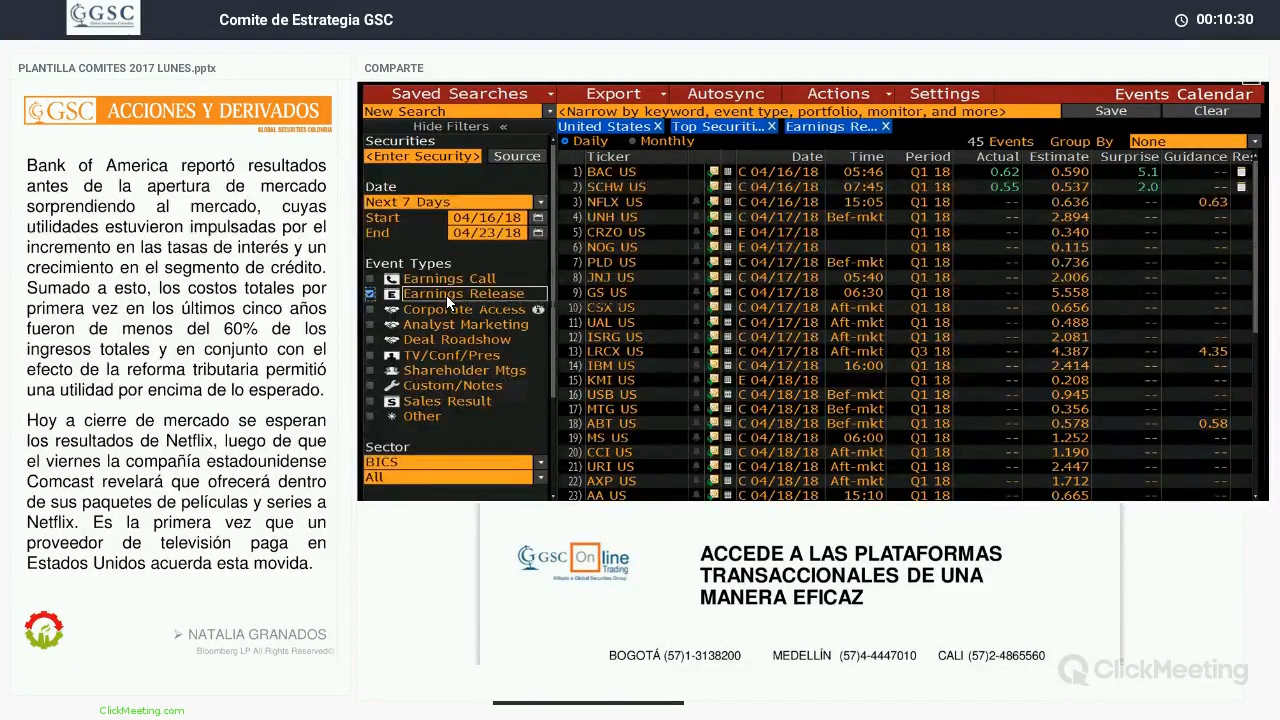 GSC
Comite de Estrategia GSC
00:10:30
PLANTILLA COMITES 2017 LUNES.pptx
GSC ACCIONES Y DERIVADOS
GLOBAL SECURITIES COLOMBIA
Bank of America reportó resultados
antes de la apertura de mercado
sorprendiendo al mercado, cuyas
utilidades estuvieron impulsadas por el
incremento en las tasas de interés y un
crecimiento en el segmento de crédito.
Sumado a esto, los costos totales por
primera vez en los últimos cinco años
fueron de menos del 60% de los
ingresos totales y en conjunto con el
efecto de la reforma tributaria permitió
una utilidad por encima de lo esperado.
Hoy a cierre de mercado se esperan
los resultados de Netflix, luego de que
el viernes la compañía estadounidense
Comcast revelará que ofrecerá dentro
de sus paquetes de películas y series a
Netflix. Es la primera vez que un
proveedor de televisión paga en
Estados Unidos acuerda esta movida.
NATALIA GRANADOS
Bloomberg LP All Rights Reserved©
COMPARTE
Saved Searches Export Autosync Actions Settings Events Calendar
New Search <Narrow by keyword, event type, portfolio, monitor, and more> Save Clear
Hide Filters «
United States X Top Securiti... X Earnings Re... X
Securities
<Enter Security> Source
Date
Next 7 Days
Start 04/16/18
End 04/23/18
Event Types
Earnings Call
Earnings Release
Corporate Access
Analyst Marketing
Deal Roadshow
TV/Conf/Pres
Shareholder Mtgs
Custom/Notes
Sales Result
Other
Sector
BICS
All
Daily Monthly 45 Events Group By None
Ticker Date Time Period Actual Estimate Surprise Guidance Re
1) BAC US C 04/16/18 05:46 Q1 18 0.62 0.590 5.1 --
2) SCHW US C 04/16/18 07:45 Q1 18 0.55 0.537 2.0 --
3) NFLX US C 04/16/18 15:05 Q1 18 -- 0.636 -- 0.63
4) UNH US C 04/17/18 Bef-mkt Q1 18 -- 2.894 -- --
5) CRZO US E 04/17/18 Q1 18 -- 0.340 -- --
6) NOG US E 04/17/18 Q1 18 -- 0.115 -- --
7) PLD US C 04/17/18 Bef-mkt Q1 18 -- 0.736 -- --
8) JNJ US C 04/17/18 05:40 Q1 18 -- 2.006 -- --
9) GS US C 04/17/18 06:30 Q1 18 -- 5.558 -- --
10) CSX US C 04/17/18 Aft-mkt Q1 18 -- 0.656 -- --
11) UAL US C 04/17/18 Aft-mkt Q1 18 -- 0.488 -- --
12) ISRG US C 04/17/18 Aft-mkt Q1 18 -- 2.081 -- --
13) LRCX US C 04/17/18 Aft-mkt Q3 18 -- 4.387 -- 4.35
14) IBM US C 04/17/18 16:00 Q1 18 -- 2.414 -- --
15) KMI US E 04/18/18 Q1 18 -- 0.208 -- --
16) USB US C 04/18/18 Bef-mkt Q1 18 -- 0.945 -- --
17) MTG US C 04/18/18 Bef-mkt Q1 18 -- 0.356 -- --
18) ABT US C 04/18/18 Bef-mkt Q1 18 -- 0.578 -- 0.58
19) MS US C 04/18/18 06:00 Q1 18 -- 1.252 -- --
20) CCI US C 04/18/18 Aft-mkt Q1 18 -- 1.190 -- --
21) URI US C 04/18/18 Aft-mkt Q1 18 -- 2.447 -- --
22) AXP US C 04/18/18 Aft-mkt Q1 18 -- 1.712 -- --
23) AA US C 04/18/18 15:10 Q1 18 -- 0.665 -- --
GSC Online
Trading
Afiliado a Global Securities Group
ACCEDE A LAS PLATAFORMAS
TRANSACCIONALES DE UNA
MANERA EFICAZ
BOGOTÁ (57)1-3138200 MEDELLÍN (57)4-4447010 CALI (57)2-4865560
ClickMeeting
ClickMeeting.com